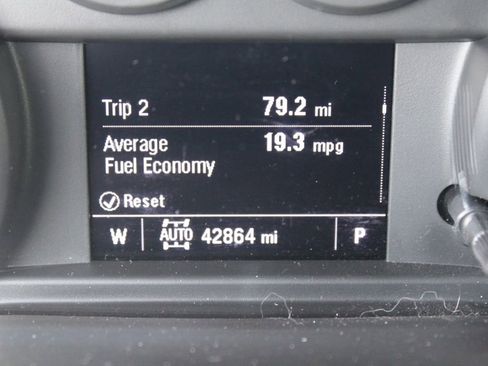 Trip 2 79.2 mi
Average 19.3 mpg
Fuel Economy
Reset
W AUTO 42864 mi P